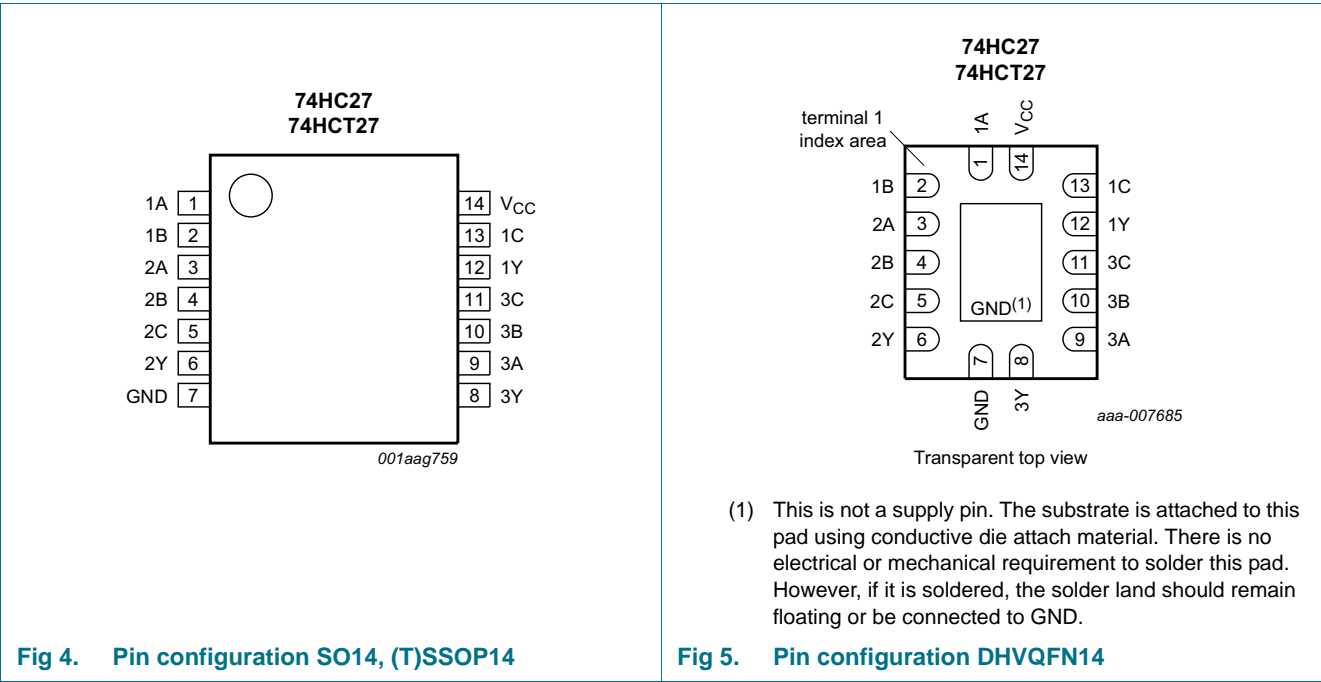 74HC27
74HCT27
1A 1
1B 2
2A 3
2B 4
2C 5
2Y 6
GND 7
14 VCC
13 1C
12 1Y
11 3C
10 3B
9 3A
8 3Y
001aag759
Fig 4. Pin configuration SO14, (T)SSOP14
74HC27
74HCT27
terminal 1
index area
1A
VCC
1
14
1B 2
2A 3
2B 4
2C 5
2Y 6
13 1C
12 1Y
11 3C
10 3B
9 3A
GND(1)
7
8
GND
3Y
aaa-007685
Transparent top view
(1) This is not a supply pin. The substrate is attached to this
pad using conductive die attach material. There is no
electrical or mechanical requirement to solder this pad.
However, if it is soldered, the solder land should remain
floating or be connected to GND.
Fig 5. Pin configuration DHVQFN14